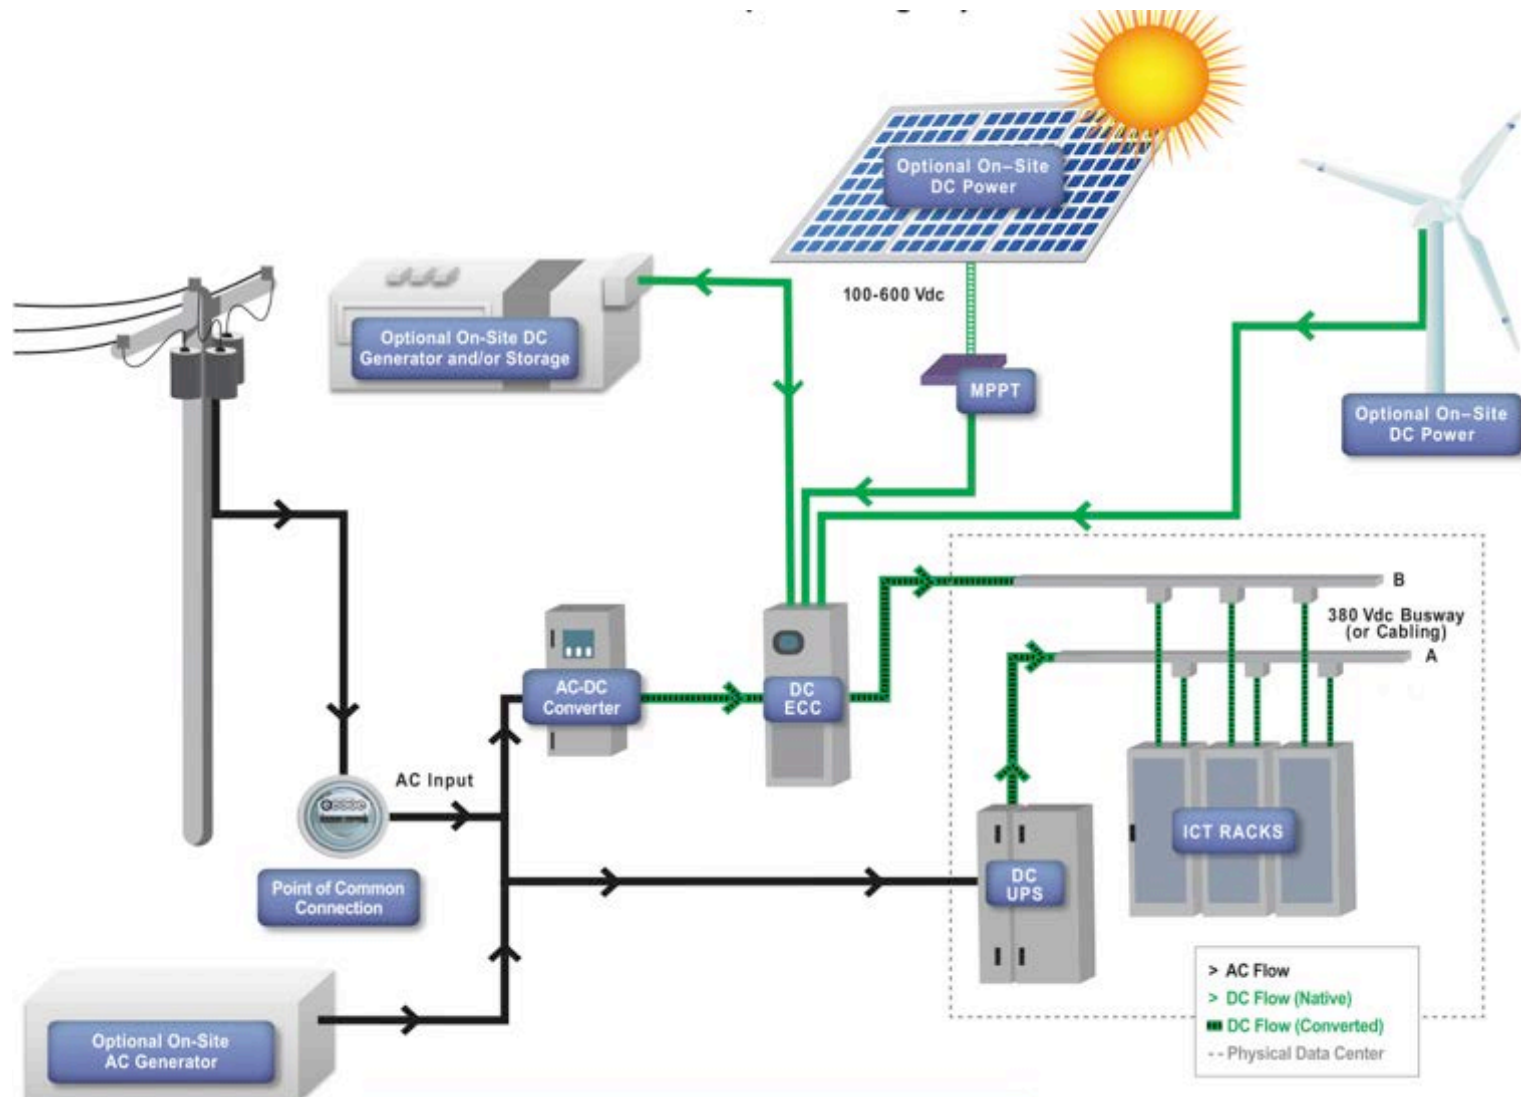 Optional On–Site
DC Power
100-600 Vdc
Optional On-Site DC
Generator and/or Storage
MPPT
Optional On–Site
DC Power
B
380 Vdc Busway
(or Cabling)
A
AC-DC
Converter
DC
ECC
AC Input
ICT RACKS
DC
UPS
Point of Common
Connection
> AC Flow
> DC Flow (Native)
DC Flow (Converted)
-- Physical Data Center
Optional On-Site
AC Generator